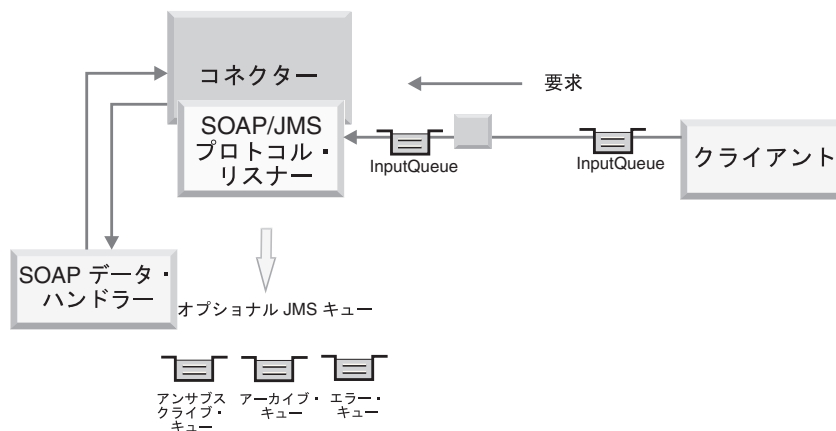 コネクター
要求
SOAP/JMS
プロトコル・
リスナー
InputQueue
InputQueue
クライアント
SOAP データ・
ハンドラー
オプショナル JMS キュー
アンサブス
クライブ・
キュー
アーカイブ・
キュー
エラー・
キュー